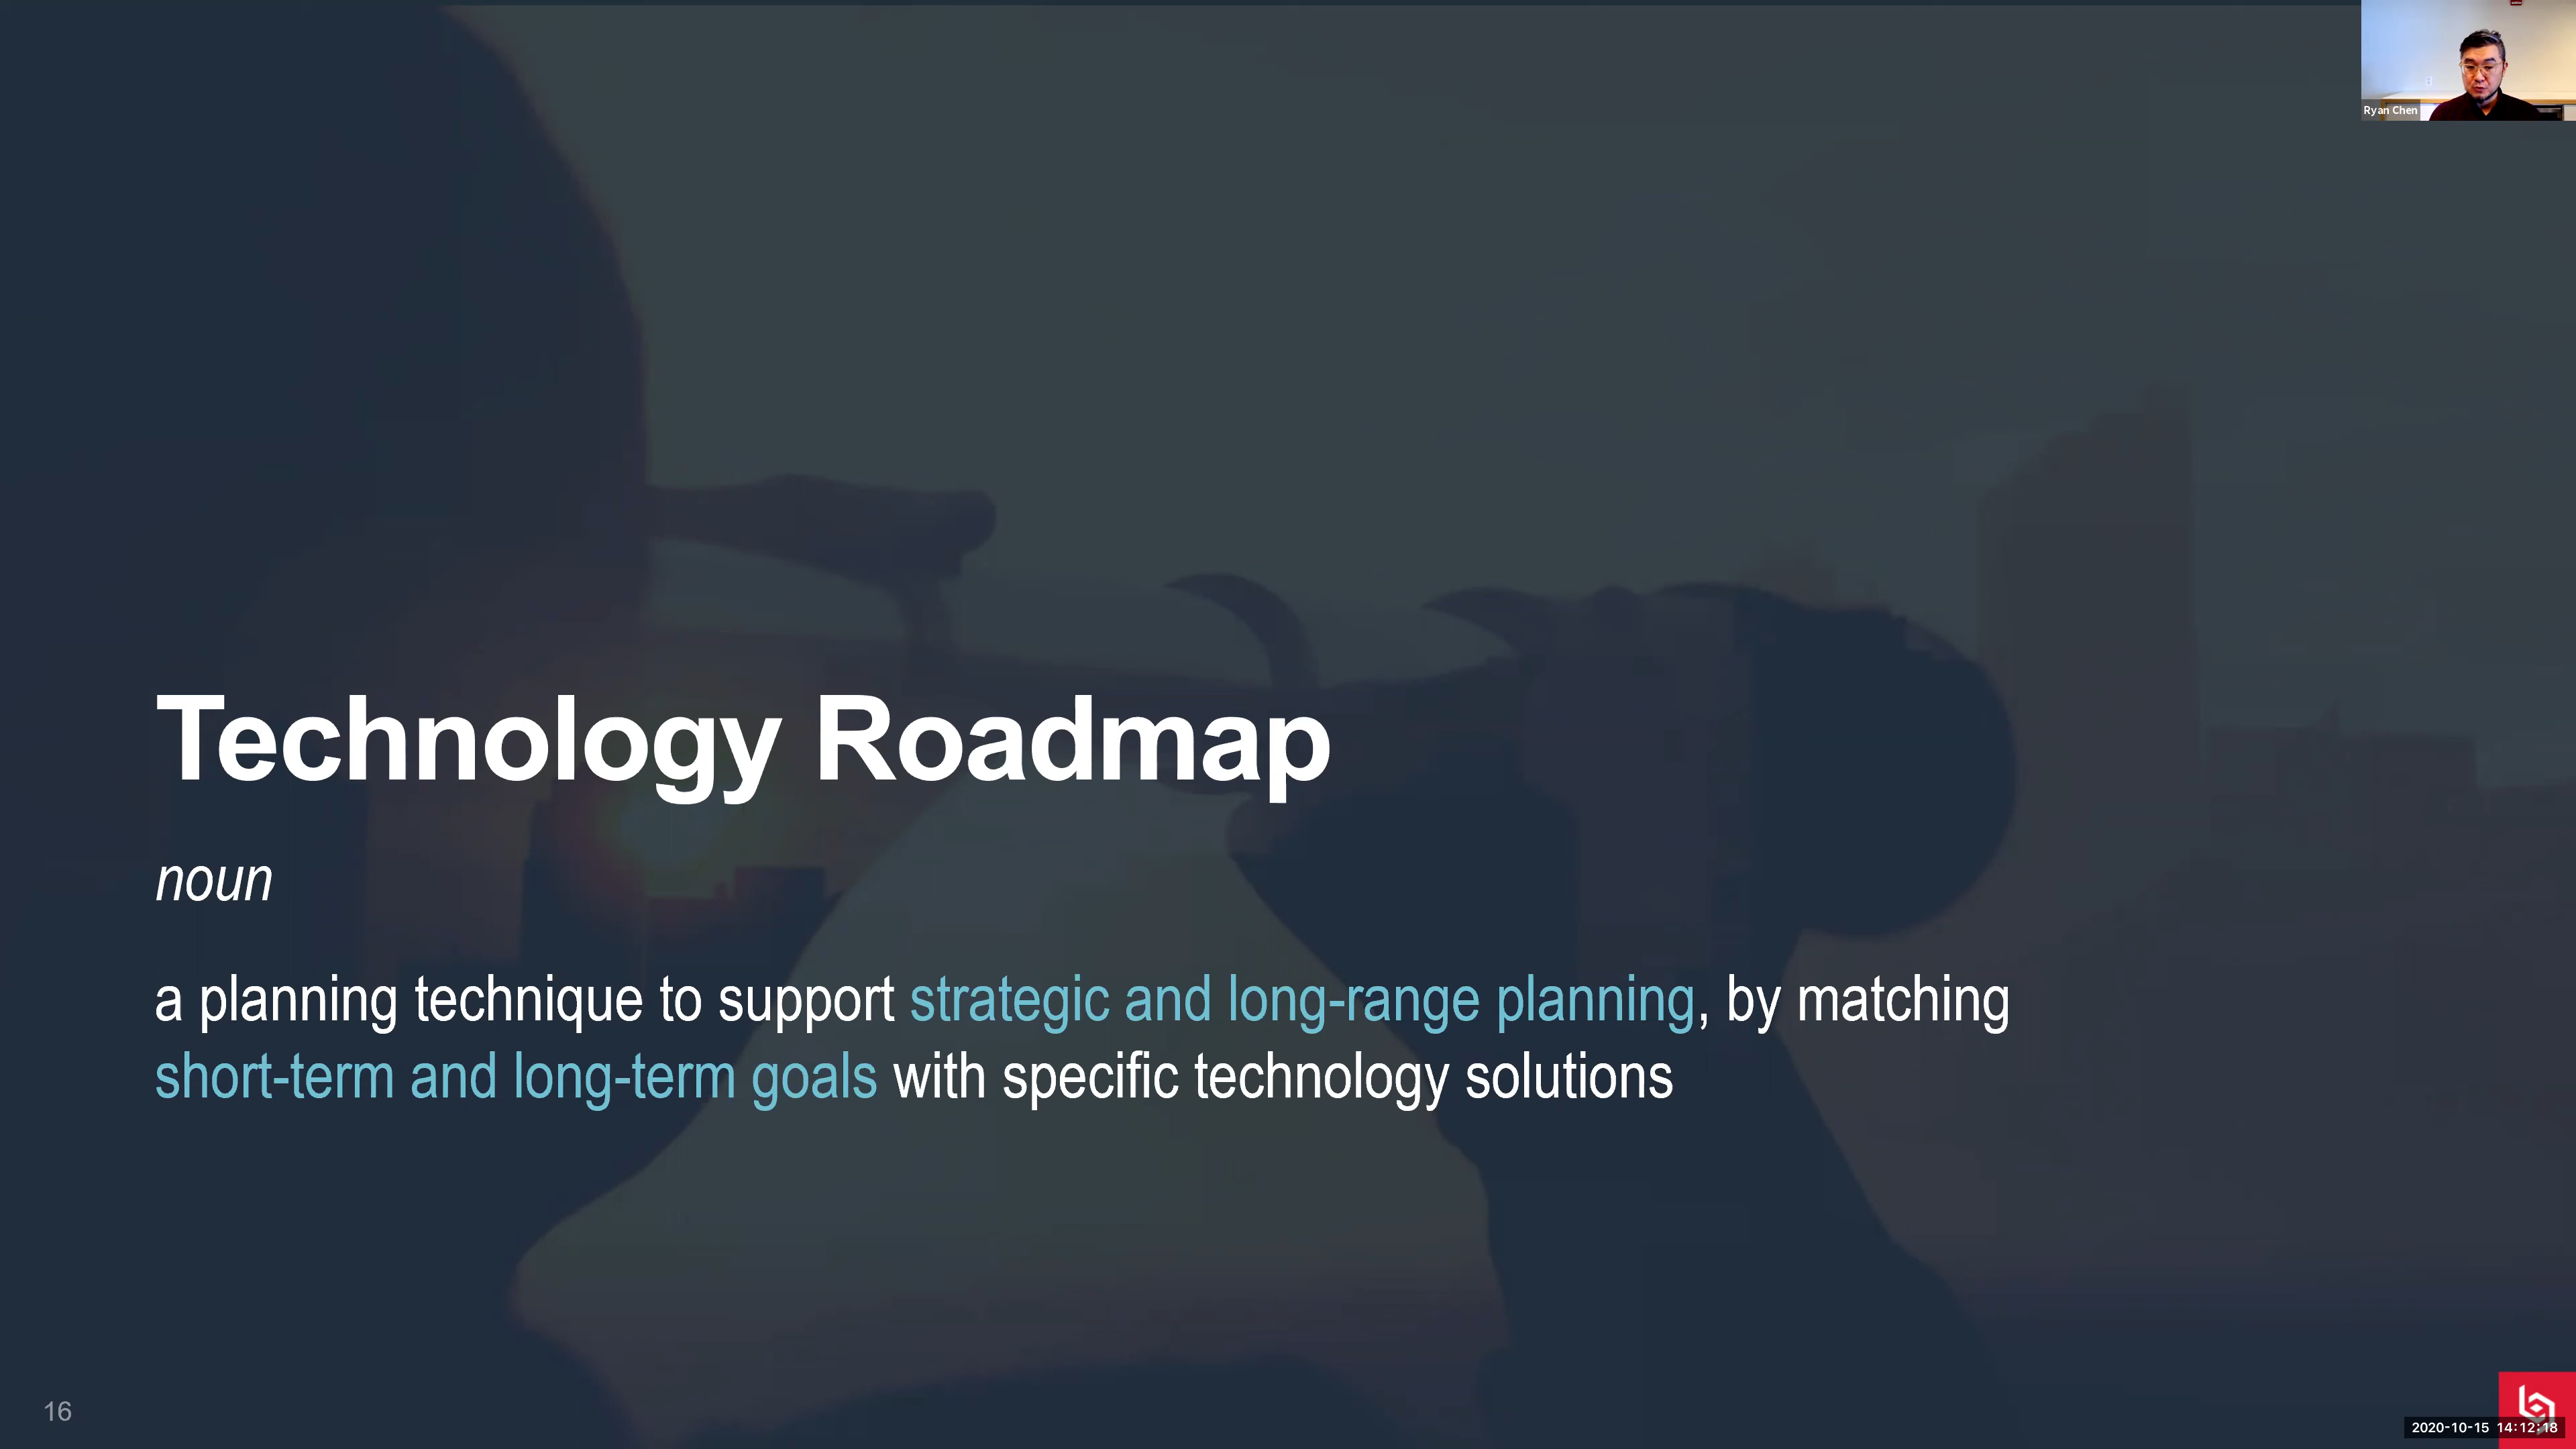 Ryan Chen
Technology Roadmap
noun
a planning technique to support strategic and long-range planning, by matching
short-term and long-term goals with specific technology solutions
16
2020-10-15 14:12:18